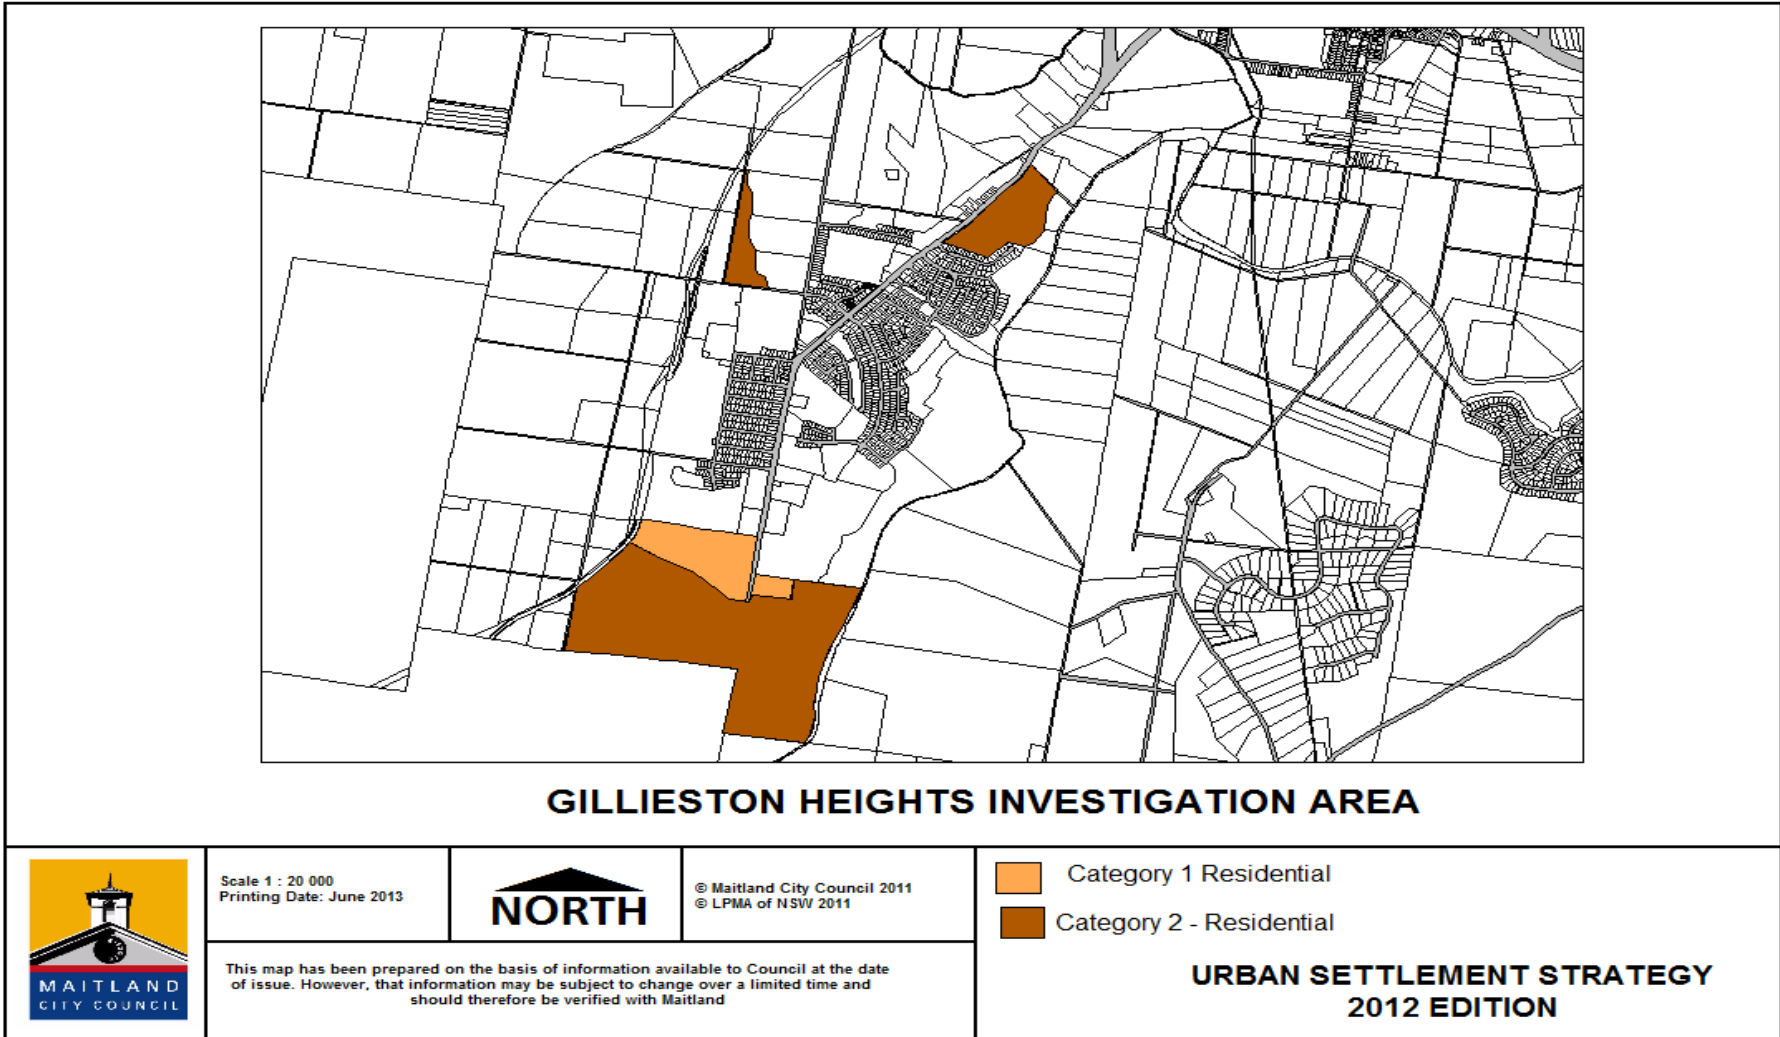 GILLIESTON HEIGHTS INVESTIGATION AREA
MAITLAND
CITY COUNCIL
Scale 1 : 20 000
Printing Date: June 2013
NORTH
© Maitland City Council 2011
© LPMA of NSW 2011
This map has been prepared on the basis of information available to Council at the date
of issue. However, that information may be subject to change over a limited time and
should therefore be verified with Maitland
Category 1 Residential
Category 2 - Residential
URBAN SETTLEMENT STRATEGY
2012 EDITION